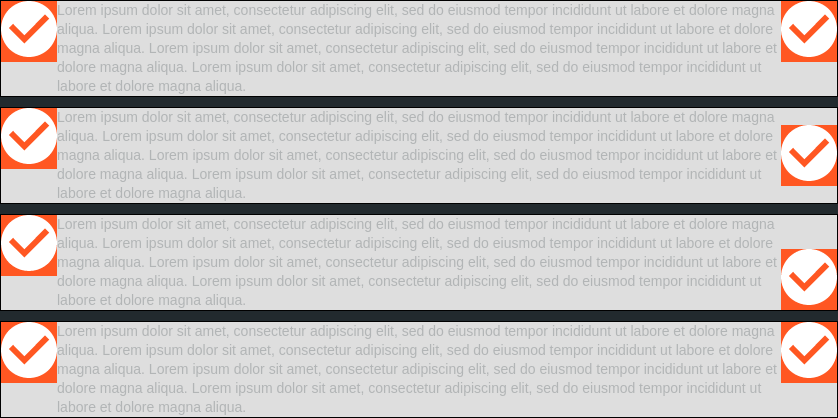 Lorem ipsum dolor sit amet, consectetur adipiscing elit, sed do eiusmod tempor incididunt ut labore et dolore magna
aliqua. Lorem ipsum dolor sit amet, consectetur adipiscing elit, sed do eiusmod tempor incididunt ut labore et dolore
magna aliqua. Lorem ipsum dolor sit amet, consectetur adipiscing elit, sed do eiusmod tempor incididunt ut labore et
dolore magna aliqua. Lorem ipsum dolor sit amet, consectetur adipiscing elit, sed do eiusmod tempor incididunt ut
labore et dolore magna aliqua.
Lorem ipsum dolor sit amet, consectetur adipiscing elit, sed do eiusmod tempor incididunt ut labore et dolore magna
aliqua. Lorem ipsum dolor sit amet, consectetur adipiscing elit, sed do eiusmod tempor incididunt ut labore et dolore
magna aliqua. Lorem ipsum dolor sit amet, consectetur adipiscing elit, sed do eiusmod tempor incididunt ut labore et
dolore magna aliqua. Lorem ipsum dolor sit amet, consectetur adipiscing elit, sed do eiusmod tempor incididunt ut
labore et dolore magna aliqua.
Lorem ipsum dolor sit amet, consectetur adipiscing elit, sed do eiusmod tempor incididunt ut labore et dolore magna
aliqua. Lorem ipsum dolor sit amet, consectetur adipiscing elit, sed do eiusmod tempor incididunt ut labore et dolore
magna aliqua. Lorem ipsum dolor sit amet, consectetur adipiscing elit, sed do eiusmod tempor incididunt ut labore et
dolore magna aliqua. Lorem ipsum dolor sit amet, consectetur adipiscing elit, sed do eiusmod tempor incididunt ut
labore et dolore magna aliqua.
Lorem ipsum dolor sit amet, consectetur adipiscing elit, sed do eiusmod tempor incididunt ut labore et dolore magna
aliqua. Lorem ipsum dolor sit amet, consectetur adipiscing elit, sed do eiusmod tempor incididunt ut labore et dolore
magna aliqua. Lorem ipsum dolor sit amet, consectetur adipiscing elit, sed do eiusmod tempor incididunt ut labore et
dolore magna aliqua. Lorem ipsum dolor sit amet, consectetur adipiscing elit, sed do eiusmod tempor incididunt ut
labore et dolore magna aliqua.